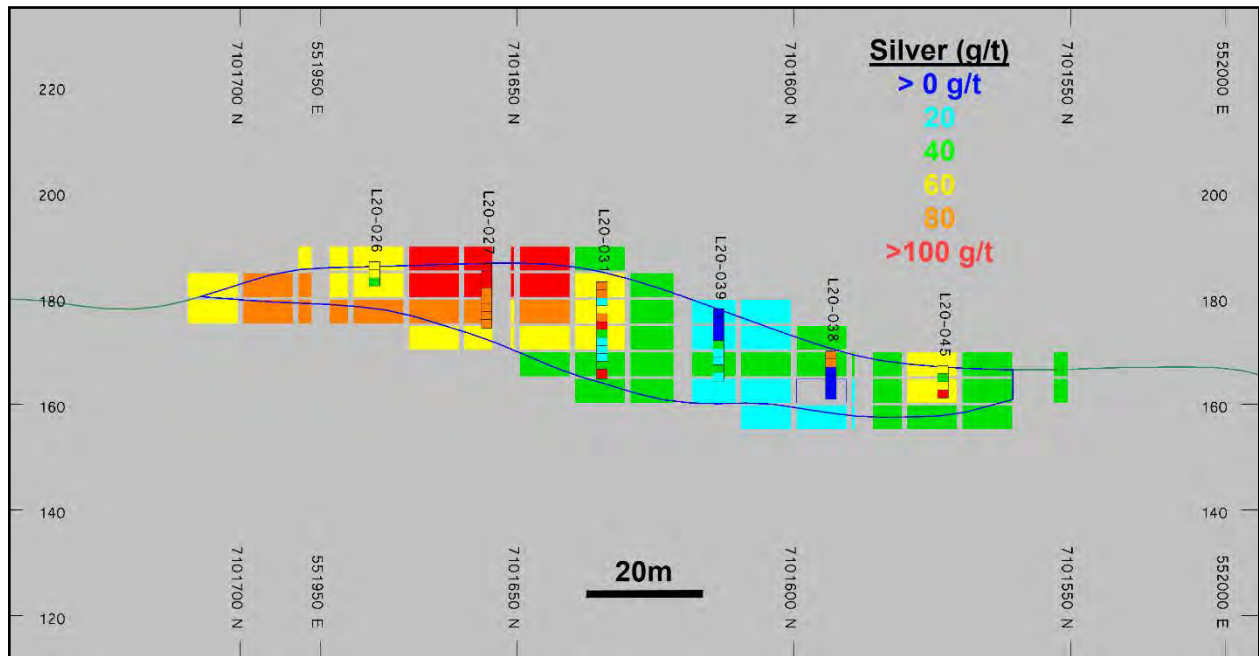 7101700 N
551950 E
7101650 N
7101600 N
7101550 N
552000 E
Silver (g/t)
> 0 g/t
20
40
60
80
>100 g/t
220
200
200
L20-026
L20-027
L20-031
L20-039
L20-038
L20-045
180
180
160
160
140
140
20m
120
120
7101700 N
551950 E
7101650 N
7101600 N
7101550 N
552000 E